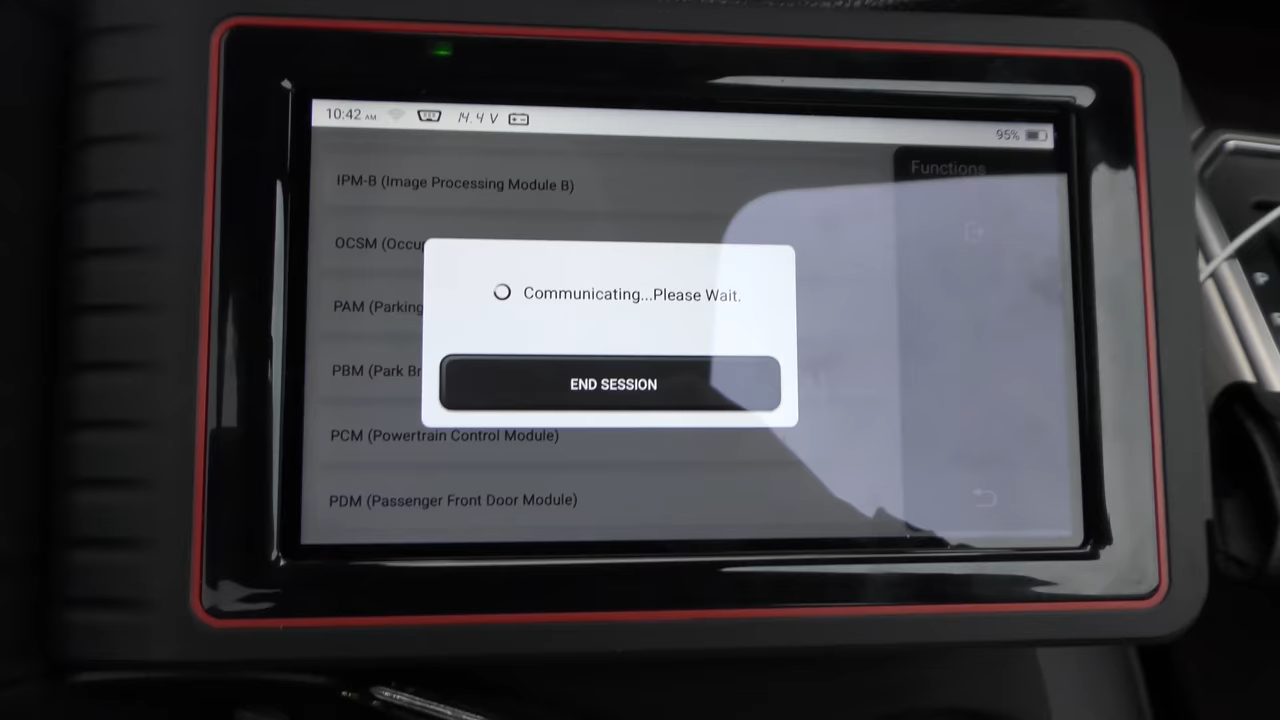 10:42 AM 14.4 V 95%
Functions
IPM-B (Image Processing Module B)
OCSM (Occu
PAM (Parking
PBM (Park Br
PCM (Powertrain Control Module)
PDM (Passenger Front Door Module)
Communicating...Please Wait.
END SESSION